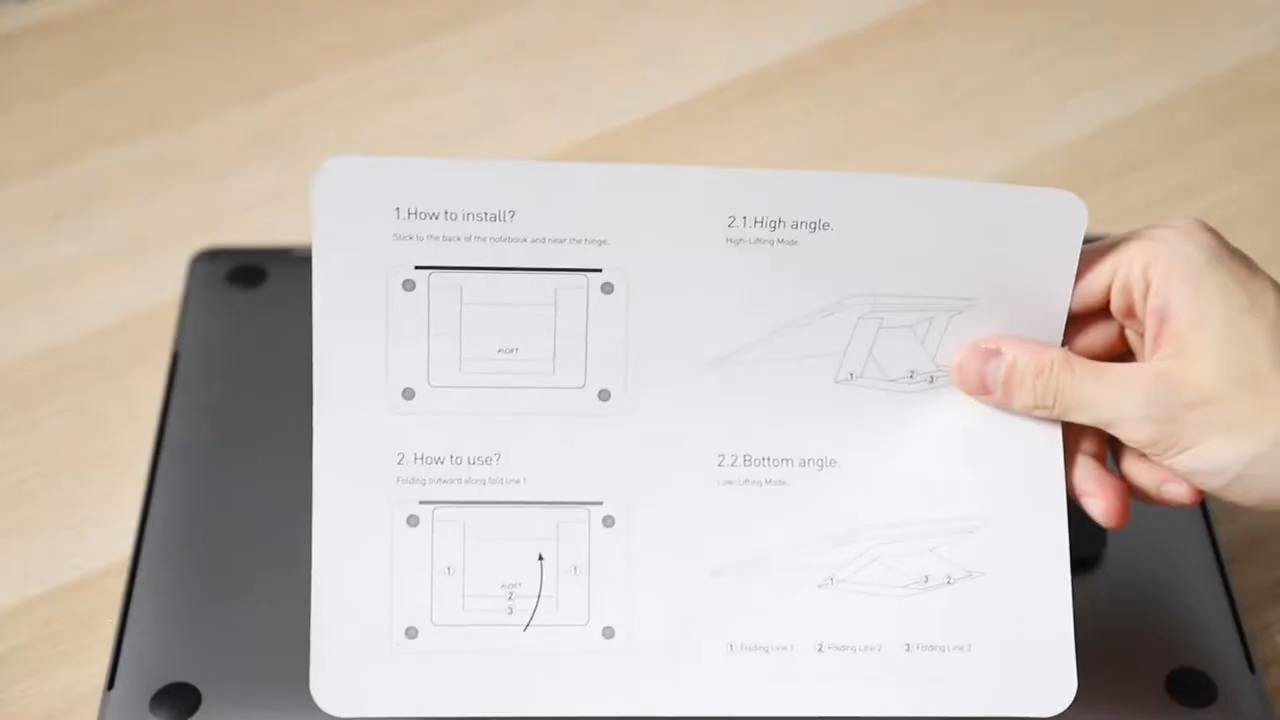 1.How to install?
Stick to the back of the notebook and near the hinge.
MOFT
2. How to use?
Folding outward along fold line 1
1
1
MOFT
2
3
2.1.High angle.
High-Lifting Mode.
1
2
3
2.2.Bottom angle.
Low-Lifting Mode.
1
3
2
1 Folding Line 1 2 Folding Line 2 3 Folding Line 3